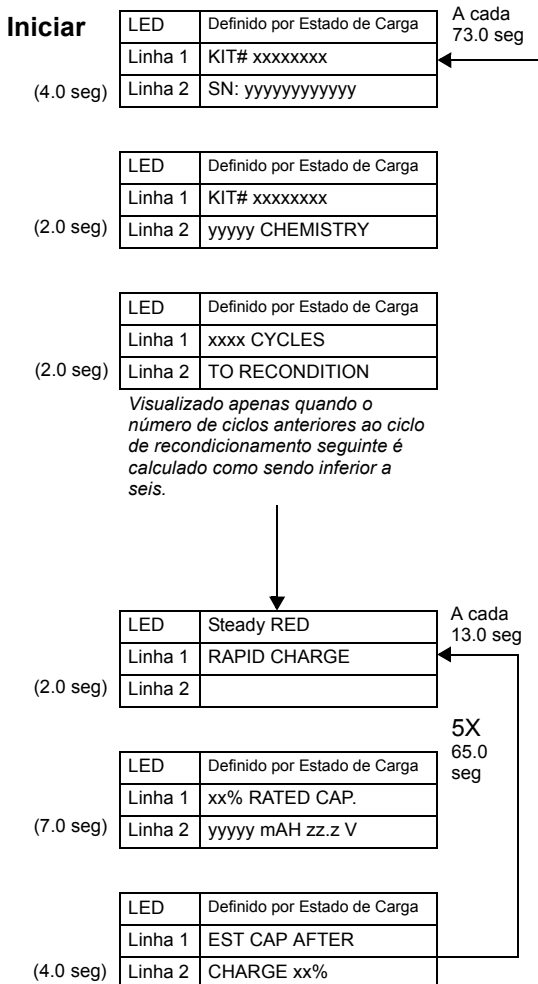 Iniciar
LED Definido por Estado de Carga
Linha 1 KIT# xxxxxxxx
(4.0 seg) Linha 2 SN: yyyyyyyyyyyy
A cada
73.0 seg
LED Definido por Estado de Carga
Linha 1 KIT# xxxxxxxx
(2.0 seg) Linha 2 yyyyy CHEMISTRY
LED Definido por Estado de Carga
Linha 1 xxxx CYCLES
(2.0 seg) Linha 2 TO RECONDITION
Visualizado apenas quando o
número de ciclos anteriores ao ciclo
de recondicionamento seguinte é
calculado como sendo inferior a
seis.
LED Steady RED
Linha 1 RAPID CHARGE
(2.0 seg) Linha 2
A cada
13.0 seg
5X
65.0
seg
LED Definido por Estado de Carga
Linha 1 xx% RATED CAP.
(7.0 seg) Linha 2 yyyyy mAH zz.z V
LED Definido por Estado de Carga
Linha 1 EST CAP AFTER
(4.0 seg) Linha 2 CHARGE xx%